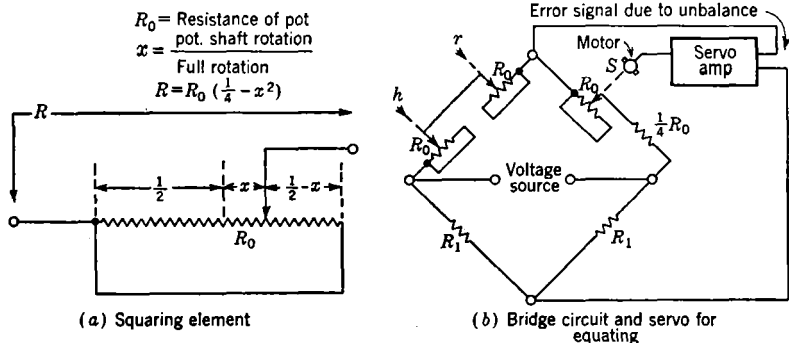 R₀ = Resistance of pot
x = pot. shaft rotation / Full rotation
R = R₀ (1/4 − x²)
R
1/2
x
1/2 − x
R₀
(a) Squaring element
Error signal due to unbalance
Motor
Servo amp
S
r
R₀
R₀
h
R₀
1/4 R₀
Voltage source
R₁
R₁
(b) Bridge circuit and servo for
equating